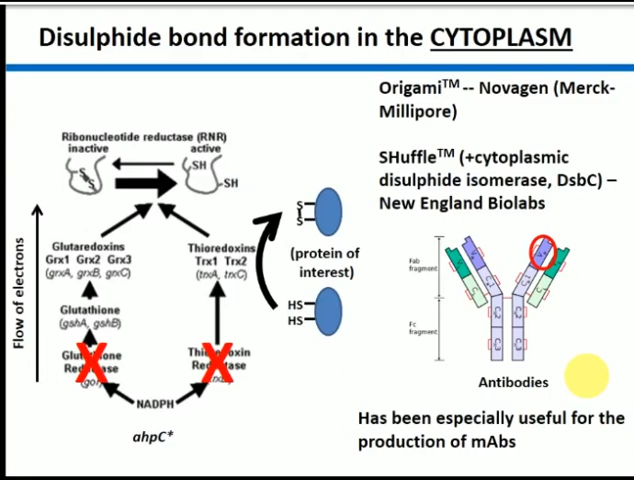 Disulphide bond formation in the CYTOPLASM
Origami™ -- Novagen (Merck-
Millipore)
SHuffle™ (+cytoplasmic
disulphide isomerase, DsbC) –
New England Biolabs
Ribonucleotide reductase (RNR)
inactive
active
S
S
SH
SH
Flow of electrons
Glutaredoxins
Grx1 Grx2 Grx3
(grxA, grxB, grxC)
Thioredoxins
Trx1 Trx2
(trxA, trxC)
Glutathione
(gshA, gshB)
NADPH
ahpC*
S
S
(protein of
interest)
HS
HS
Fab
fragment
Fc
fragment
Antibodies
Has been especially useful for the
production of mAbs